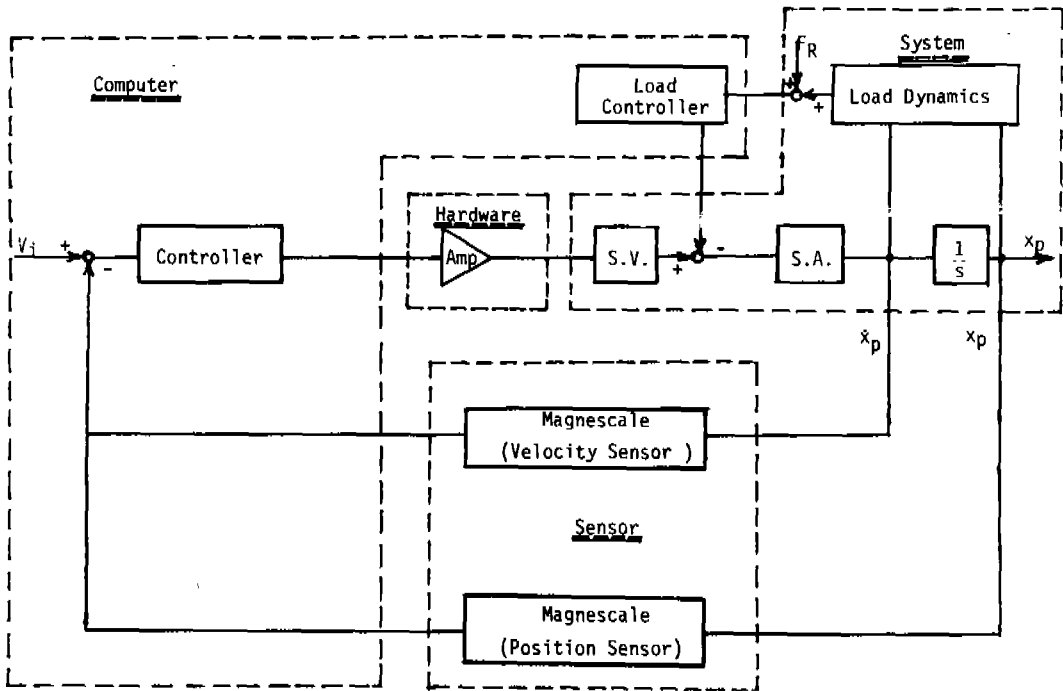 System
F_R
Computer
Load
Controller
+
+
Load Dynamics
Hardware
V_i
+
-
Controller
Amp
S.V.
+
-
S.A.
1
s
x_p
ẋ_p
x_p
Magnescale
(Velocity Sensor )
Sensor
Magnescale
(Position Sensor)